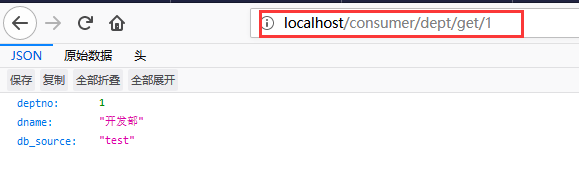 localhost/consumer/dept/get/1
JSON 原始数据 头
保存 复制 全部折叠 全部展开
deptno: 1
dname: "开发部"
db_source: "test"